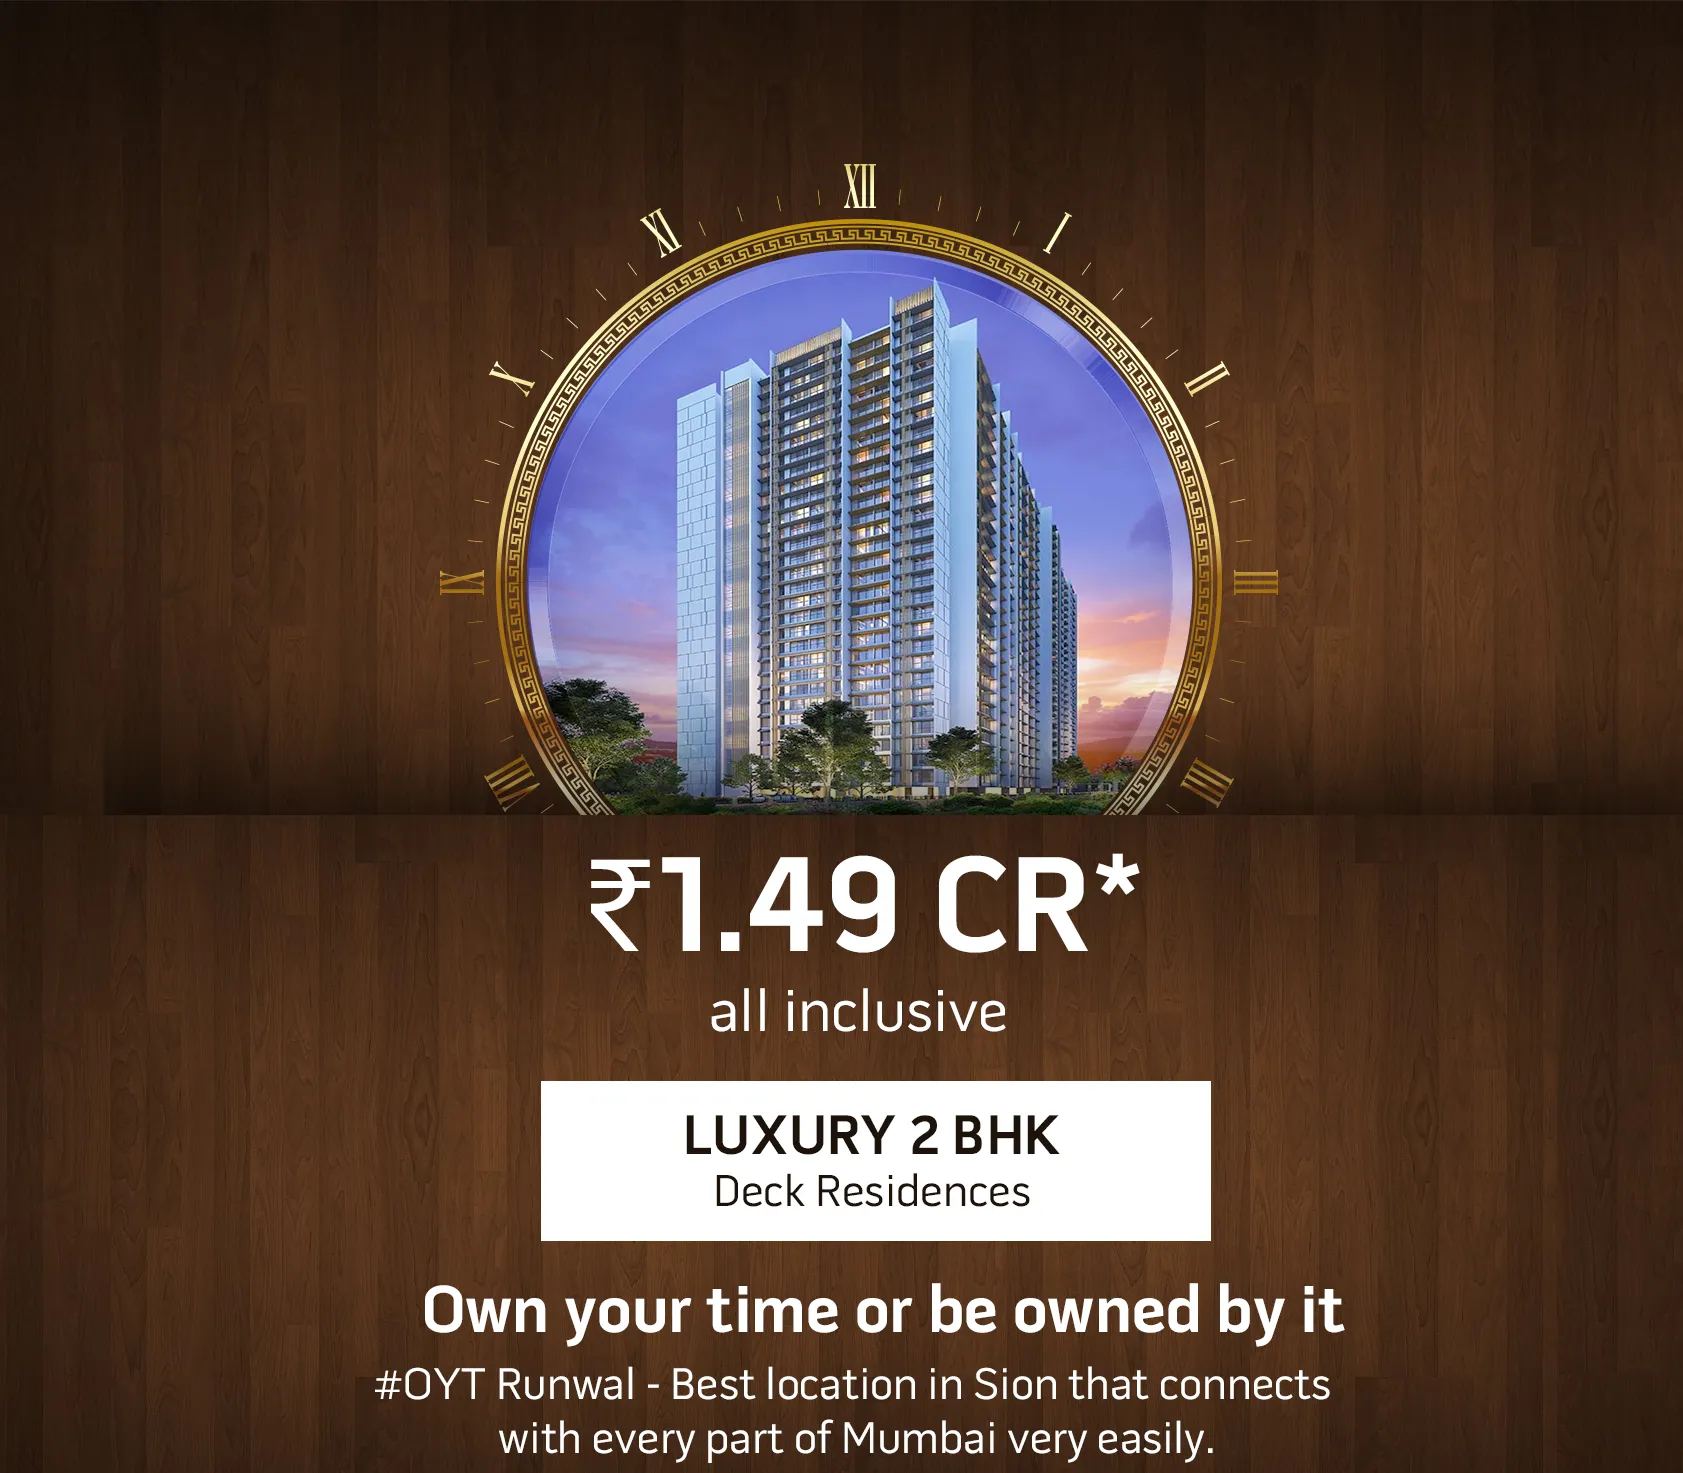 XII
XI
I
X
II
IX
III
VIII
IIII
₹1.49 CR*
all inclusive
LUXURY 2 BHK
Deck Residences
Own your time or be owned by it
#OYT Runwal - Best location in Sion that connects
with every part of Mumbai very easily.